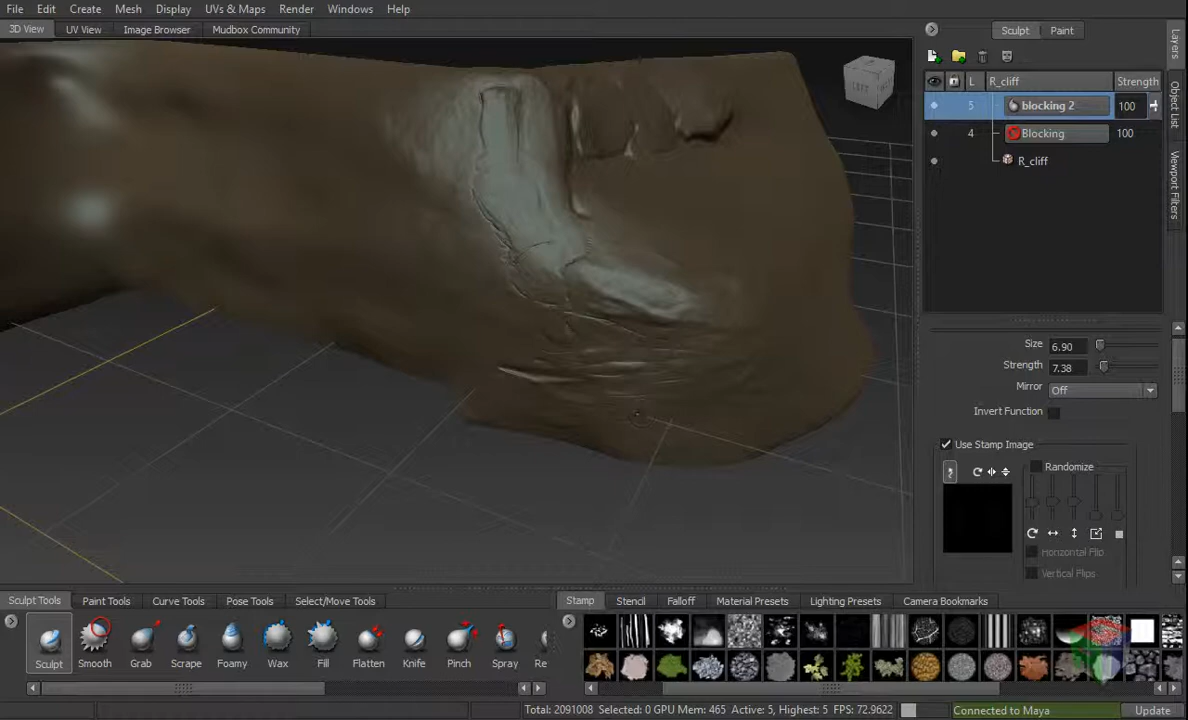 File Edit Create Mesh Display UVs & Maps Render Windows Help
3D View UV View Image Browser Mudbox Community
Sculpt Paint
L R_cliff Strength
5 blocking 2 100
4 Blocking 100
R_cliff
Layers
Object List
Viewport Filters
Size 6.90
Strength 7.38
Mirror Off
Invert Function
Use Stamp Image
Randomize
Horizontal Flip
Vertical Flips
Sculpt Tools Paint Tools Curve Tools Pose Tools Select/Move Tools Stamp Stencil Falloff Material Presets Lighting Presets Camera Bookmarks
Sculpt Smooth Grab Scrape Foamy Wax Fill Flatten Knife Pinch Spray Re
Total: 2091008 Selected: 0 GPU Mem: 465 Active: 5, Highest: 5 FPS: 72.9622 Connected to Maya Update